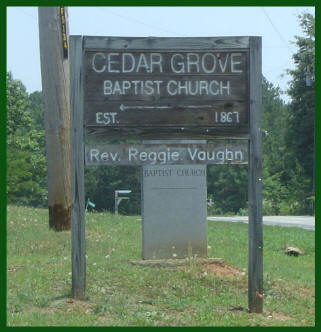 CEDAR GROVE
BAPTIST CHURCH
EST. 1867
Rev. Reggie Vaughn
BAPTIST CHURCH